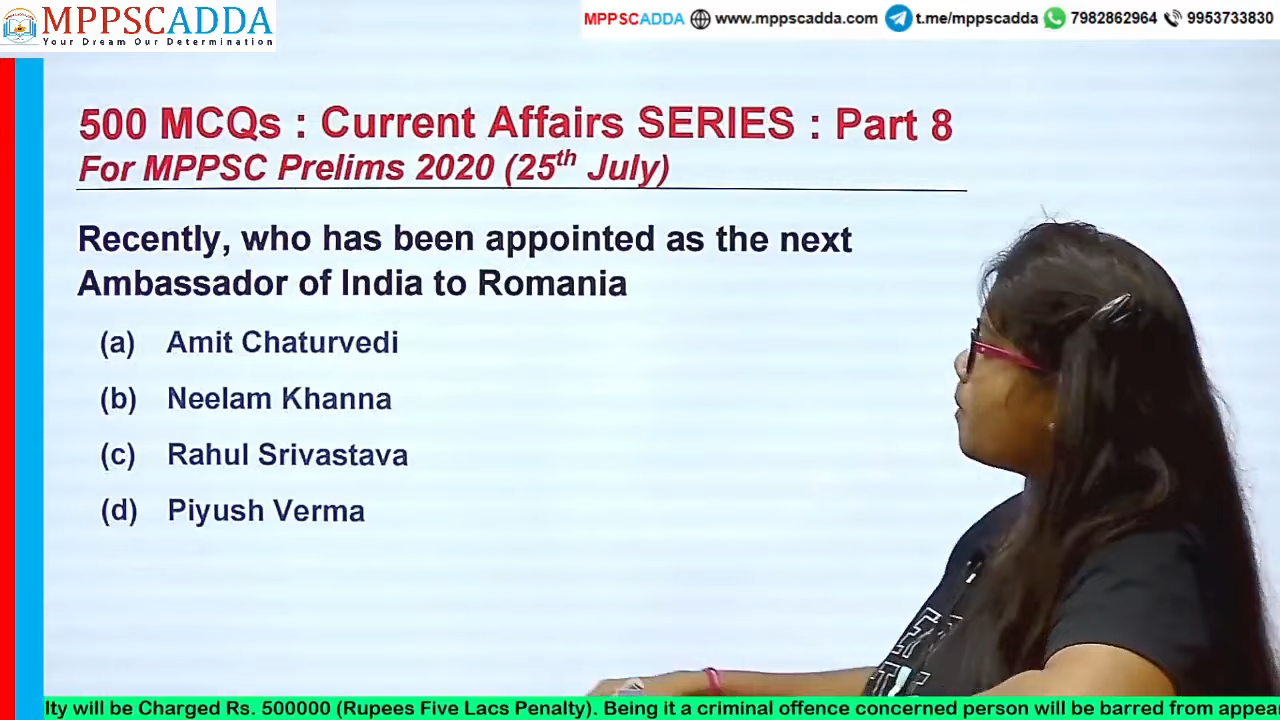 MPPSCADDA
Your Dream Our Determination
MPPSCADDA www.mppscadda.com t.me/mppscadda 7982862964 9953733830
500 MCQs : Current Affairs SERIES : Part 8
For MPPSC Prelims 2020 (25th July)
Recently, who has been appointed as the next
Ambassador of India to Romania
(a) Amit Chaturvedi
(b) Neelam Khanna
(c) Rahul Srivastava
(d) Piyush Verma
lty will be Charged Rs. 500000 (Rupees Five Lacs Penalty). Being it a criminal offence concerned person will be barred from appear